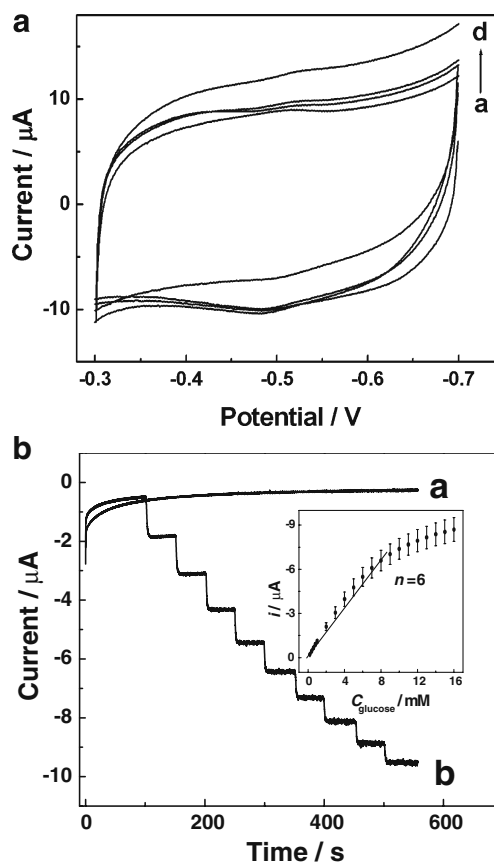 a
d
a
10
0
-10
Current / µA
-0.3 -0.4 -0.5 -0.6 -0.7
Potential / V
b
0
-2
-4
-6
-8
-10
Current / µA
a
-9
-6
-3
0
i / µA
n=6
0 4 8 12 16
C glucose / mM
b
0 200 400 600
Time / s